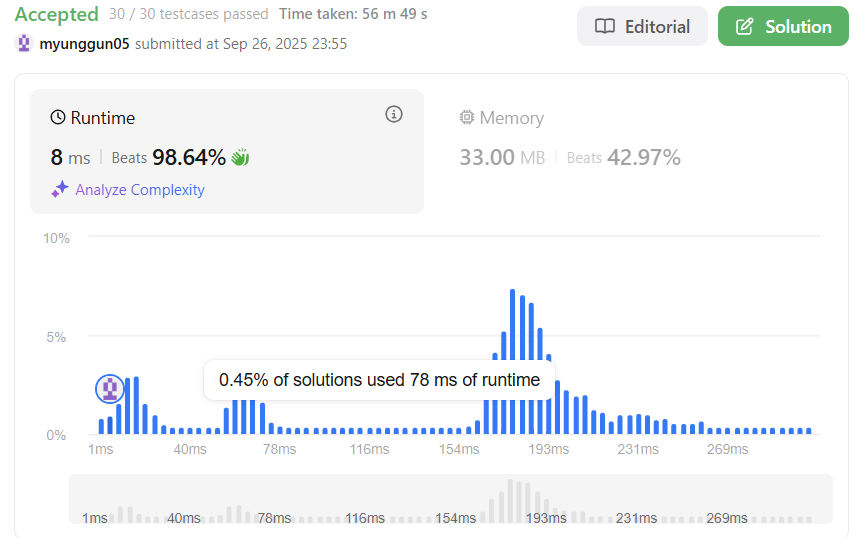 Accepted 30 / 30 testcases passed Time taken: 56 m 49 s
myunggun05 submitted at Sep 26, 2025 23:55
Editorial
Solution
Runtime
8 ms Beats 98.64%
Analyze Complexity
Memory
33.00 MB Beats 42.97%
10%
5%
0%
0.45% of solutions used 78 ms of runtime
1ms 40ms 78ms 116ms 154ms 193ms 231ms 269ms
1ms 40ms 78ms 116ms 154ms 193ms 231ms 269ms